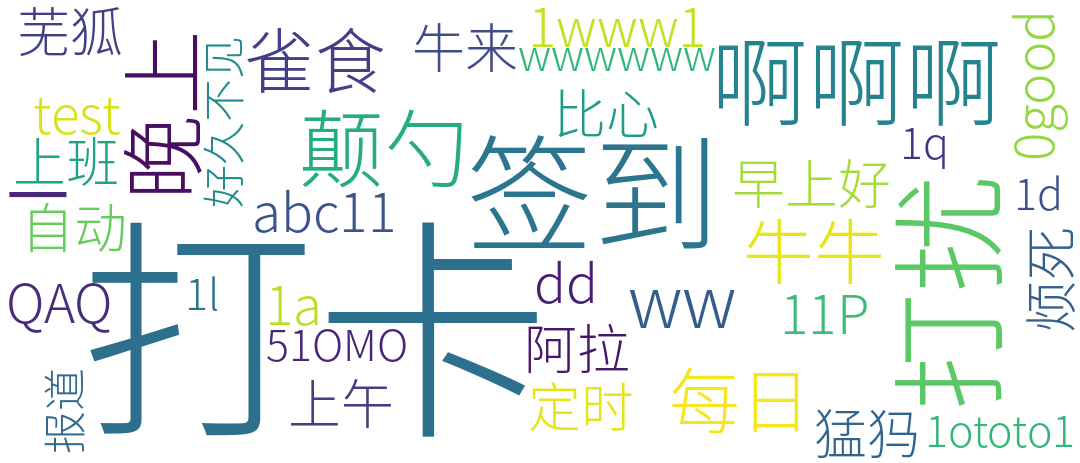 芜狐
晚上
好久不见
雀食
牛来
1www1
wwwwww
啊啊啊
0good
test
上班
颠勺
比心
签到
1q
早上好
1d
自动
一
abc11
牛牛
打扰
烦死
QAQ
打卡
1l
1a
dd
ww
11P
51OMO
阿拉
报道
上午
定时
每日
猛犸
1ototo1